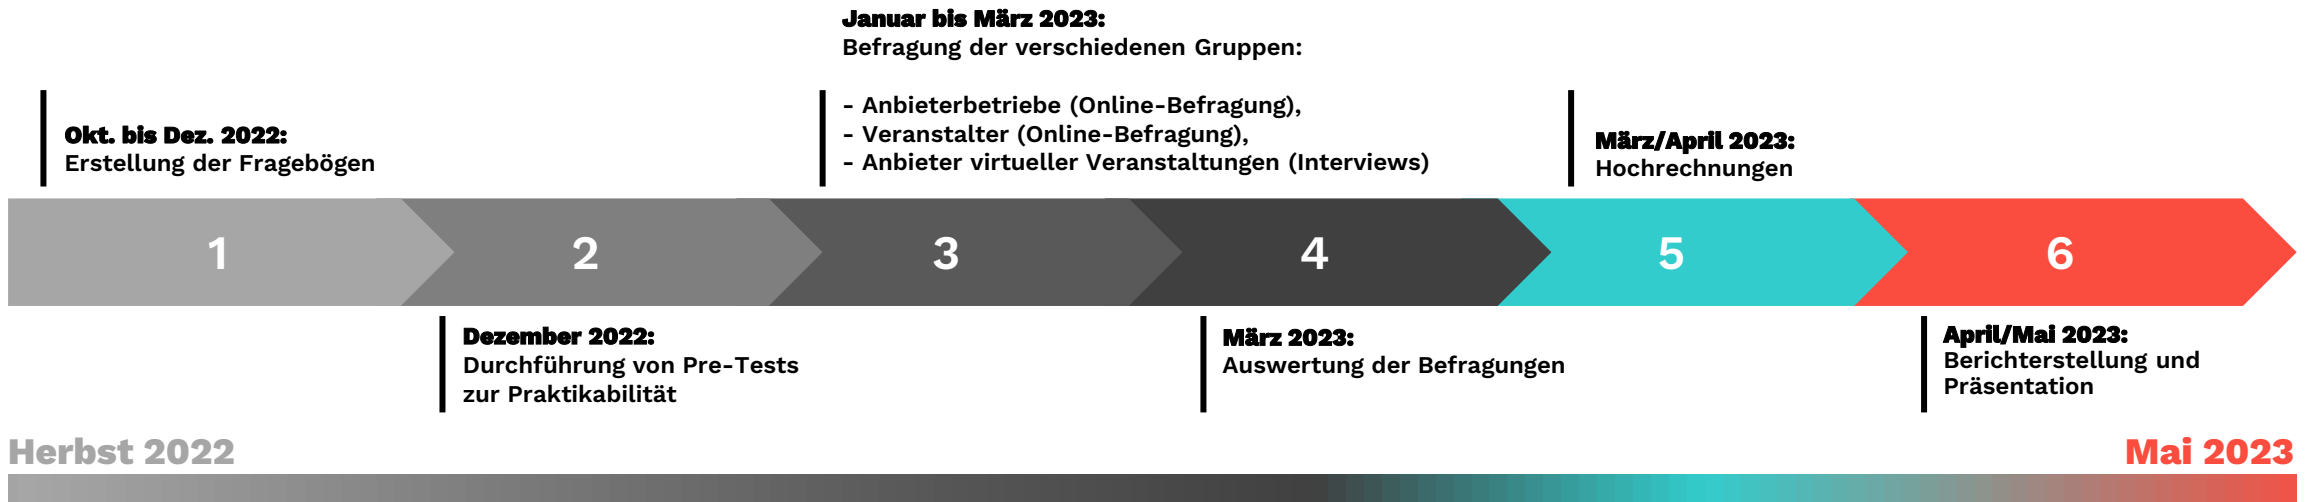 Januar bis März 2023:
Befragung der verschiedenen Gruppen:
- Anbieterbetriebe (Online-Befragung),
- Veranstalter (Online-Befragung),
- Anbieter virtueller Veranstaltungen (Interviews)
Okt. bis Dez. 2022:
Erstellung der Fragebögen
März/April 2023:
Hochrechnungen
1
2
3
4
5
6
Dezember 2022:
Durchführung von Pre-Tests
zur Praktikabilität
März 2023:
Auswertung der Befragungen
April/Mai 2023:
Berichterstellung und
Präsentation
Herbst 2022
Mai 2023